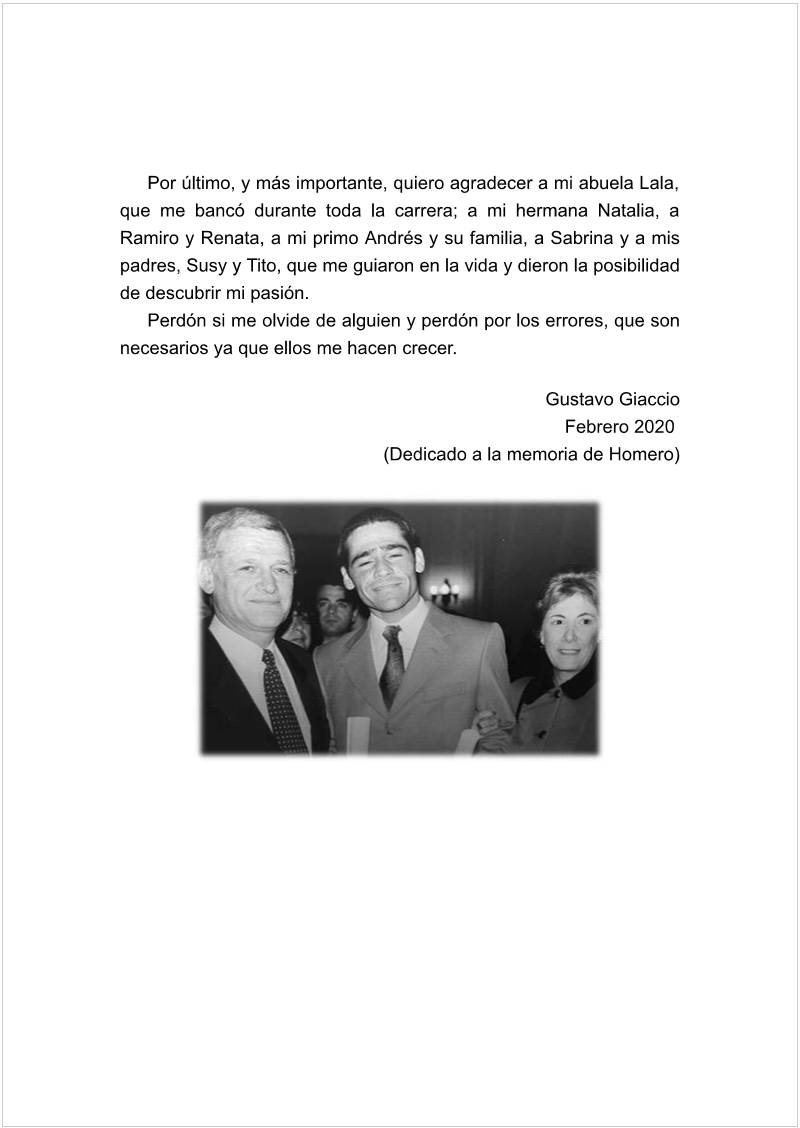 Por último, y más importante, quiero agradecer a mi abuela Lala,
que me bancó durante toda la carrera; a mi hermana Natalia, a
Ramiro y Renata, a mi primo Andrés y su familia, a Sabrina y a mis
padres, Susy y Tito, que me guiaron en la vida y dieron la posibilidad
de descubrir mi pasión.
Perdón si me olvide de alguien y perdón por los errores, que son
necesarios ya que ellos me hacen crecer.
Gustavo Giaccio
Febrero 2020
(Dedicado a la memoria de Homero)